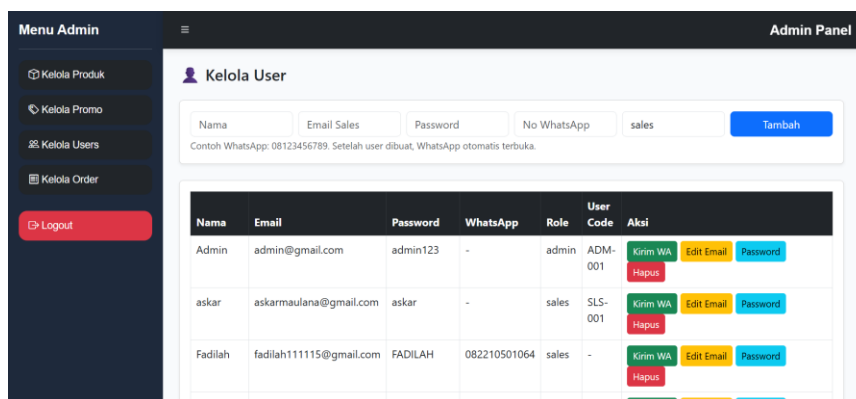 Menu Admin
≡
Admin Panel
Kelola Produk
Kelola Promo
Kelola Users
Kelola Order
Logout
Kelola User
Nama Email Sales Password No WhatsApp sales Tambah
Contoh WhatsApp: 08123456789. Setelah user dibuat, WhatsApp otomatis terbuka.
Nama Email Password WhatsApp Role User Code Aksi
Admin admin@gmail.com admin123 - admin ADM-001 Kirim WA Edit Email Password Hapus
askar askarmaulana@gmail.com askar - sales SLS-001 Kirim WA Edit Email Password Hapus
Fadilah fadilah111115@gmail.com FADILAH 082210501064 sales - Kirim WA Edit Email Password Hapus